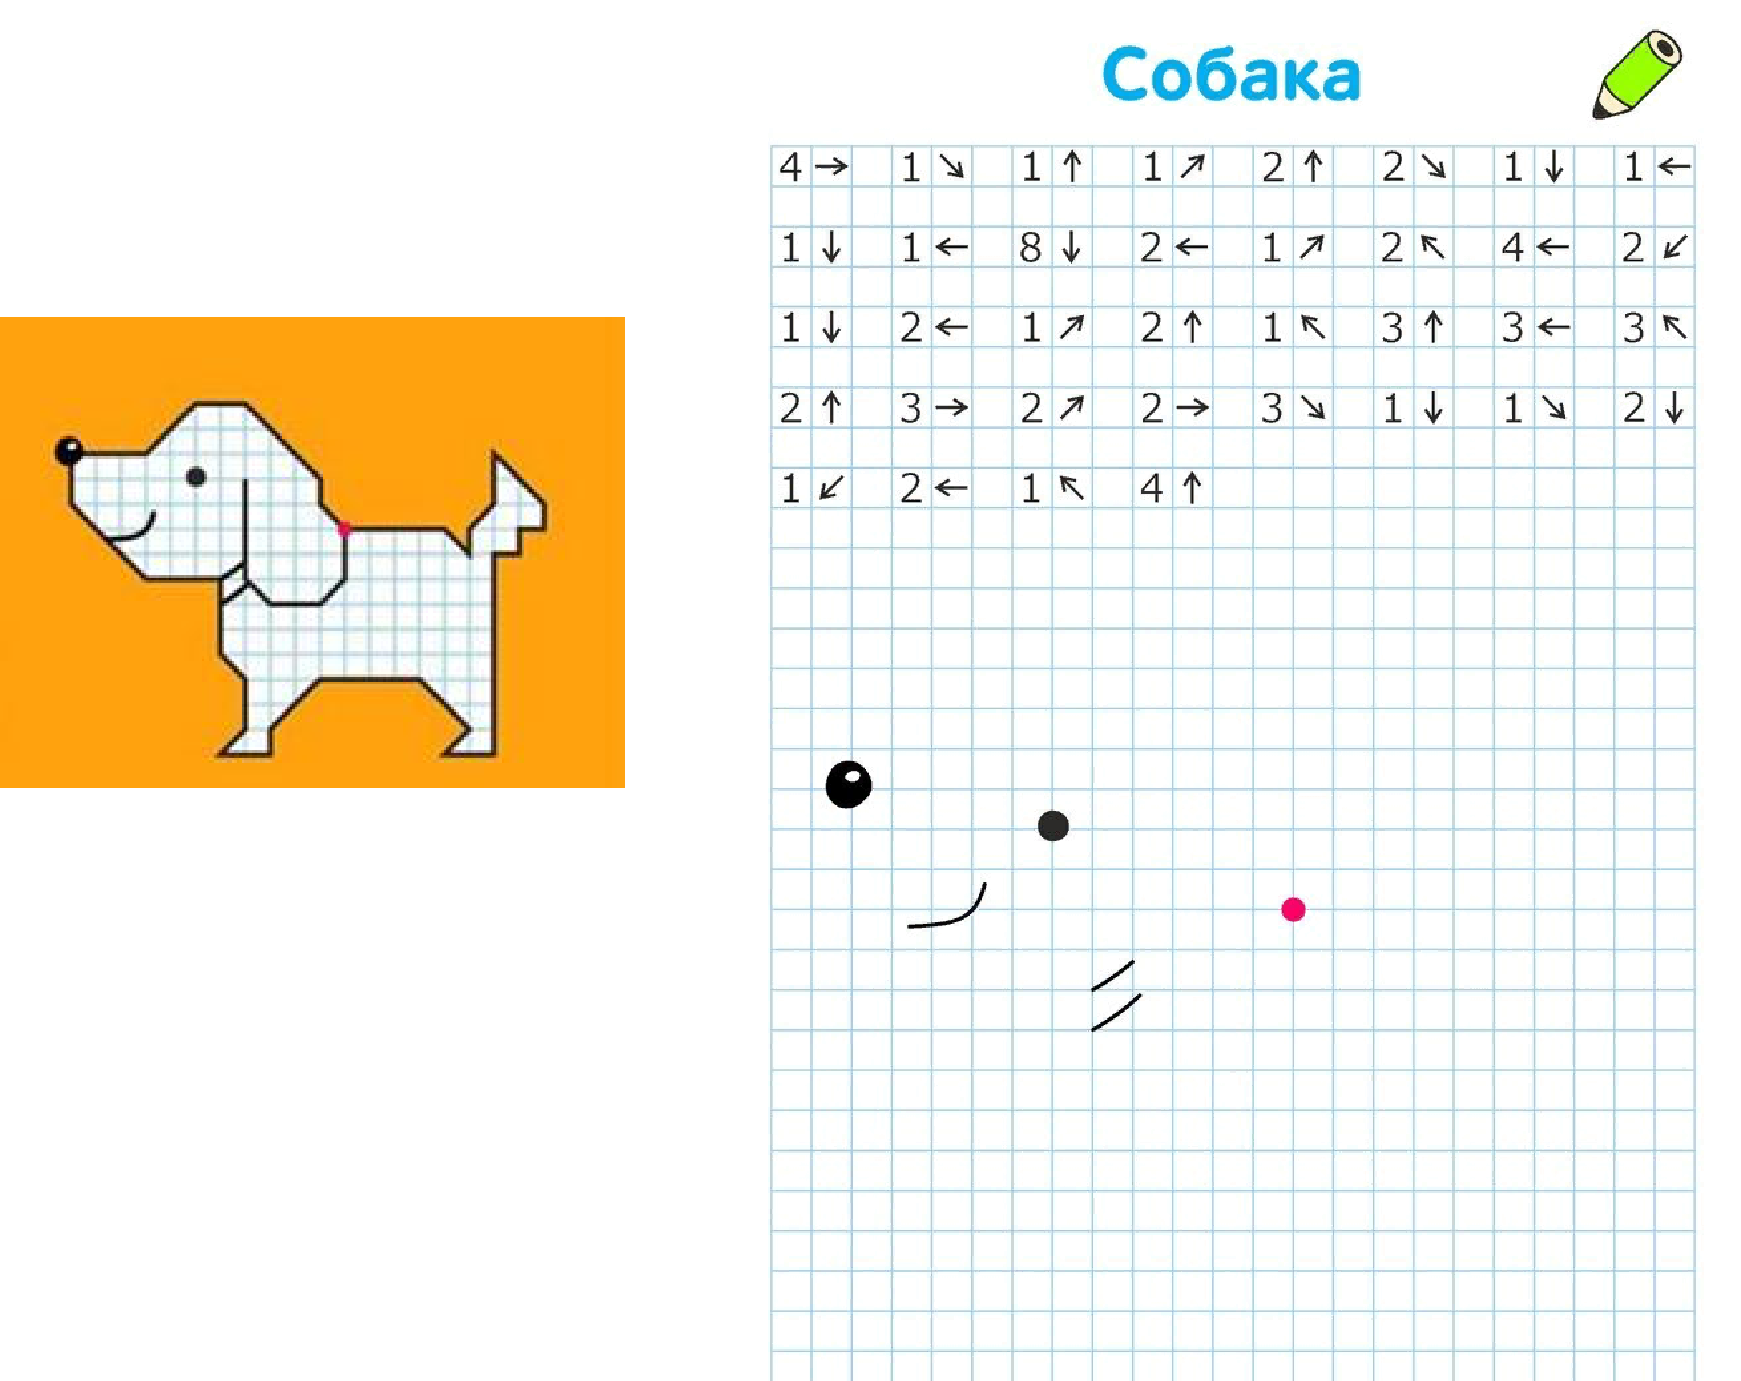 Собака
4 → 1 ↘ 1 ↑ 1 ↗ 2 ↑ 2 ↘ 1 ↓ 1 ←
1 ↓ 1 ← 8 ↓ 2 ← 1 ↗ 2 ↖ 4 ← 2 ↙
1 ↓ 2 ← 1 ↗ 2 ↑ 1 ↖ 3 ↑ 3 ← 3 ↖
2 ↑ 3 → 2 ↗ 2 → 3 ↘ 1 ↓ 1 ↘ 2 ↓
1 ↙ 2 ← 1 ↖ 4 ↑